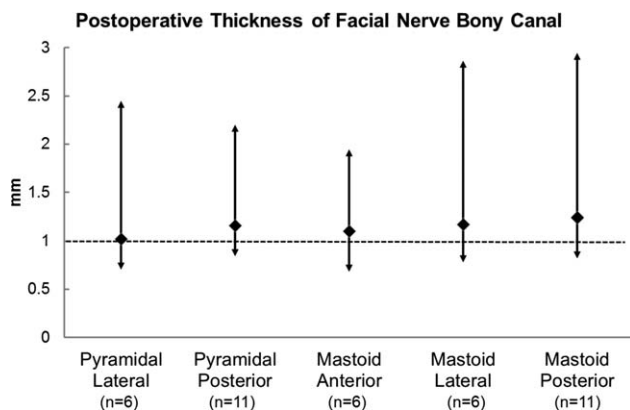 Postoperative Thickness of Facial Nerve Bony Canal
3
2.5
2
1.5
1
0.5
0
mm
Pyramidal Lateral (n=6)
Pyramidal Posterior (n=11)
Mastoid Anterior (n=6)
Mastoid Lateral (n=6)
Mastoid Posterior (n=11)